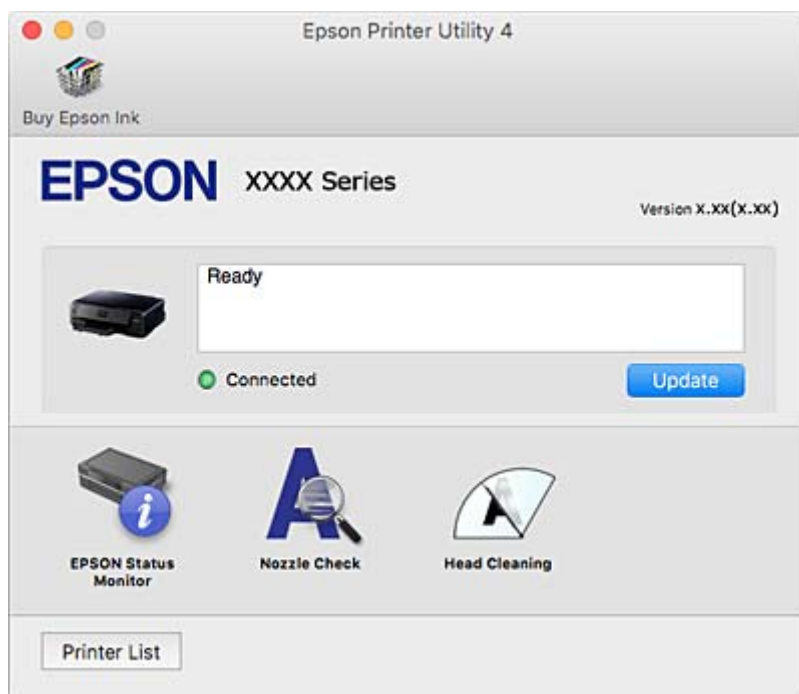 Epson Printer Utility 4
Buy Epson Ink
EPSON XXXX Series
Version X.XX(X.XX)
Ready
Connected
Update
EPSON Status
Monitor
Nozzle Check
Head Cleaning
Printer List